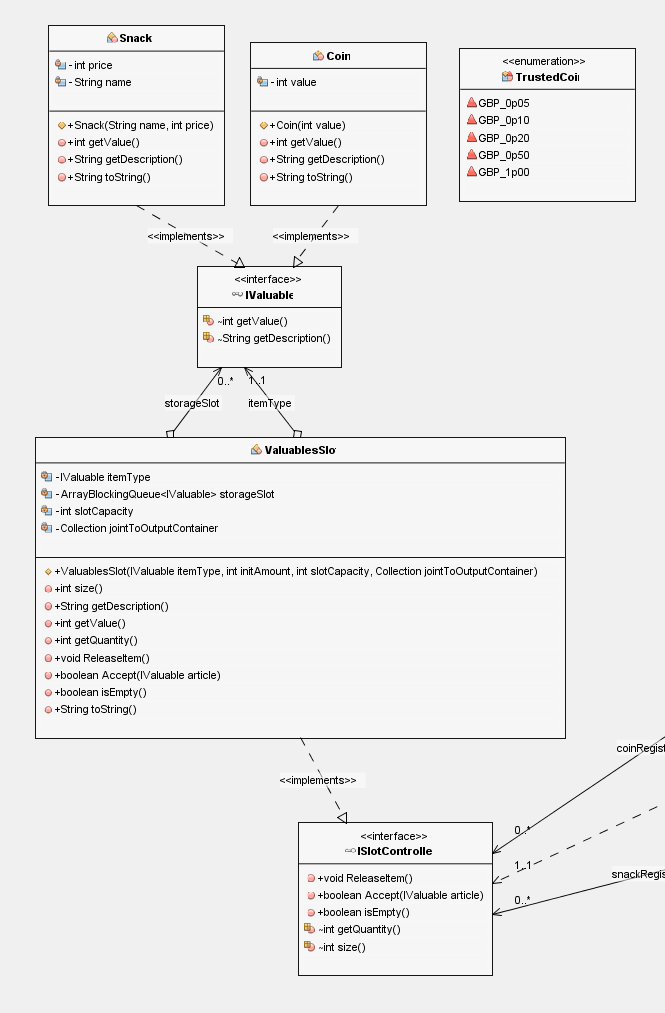 Snack
- int price
- String name
+Snack(String name, int price)
+int getValue()
+String getDescription()
+String toString()
Coin
- int value
+Coin(int value)
+int getValue()
+String getDescription()
+String toString()
<<enumeration>>
TrustedCoi
GBP_0p05
GBP_0p10
GBP_0p20
GBP_0p50
GBP_1p00
<<implements>>
<<implements>>
<<interface>>
IValuable
~int getValue()
~String getDescription()
0..*
1..1
storageSlot
itemType
ValuablesSlo
-IValuable itemType
-ArrayBlockingQueue<IValuable> storageSlot
-int slotCapacity
-Collection jointToOutputContainer
+ValuablesSlot(IValuable itemType, int initAmount, int slotCapacity, Collection jointToOutputContainer)
+int size()
+String getDescription()
+int getValue()
+int getQuantity()
+void ReleaseItem()
+boolean Accept(IValuable article)
+boolean isEmpty()
+String toString()
<<implements>>
coinRegist
<<interface>>
ISlotControlle
+void ReleaseItem()
+boolean Accept(IValuable article)
+boolean isEmpty()
~int getQuantity()
~int size()
0..*
1..1
snackRegis
0..*